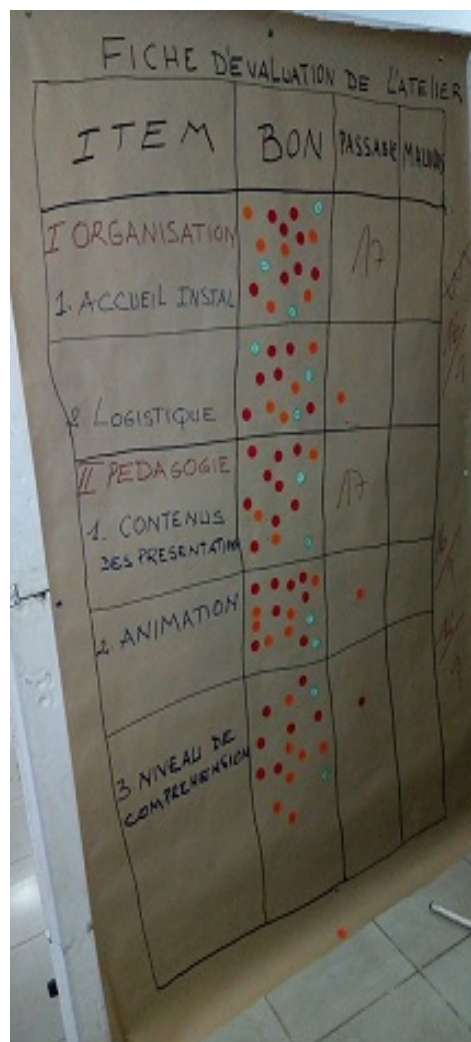 FICHE D'EVALUATION DE L'ATELIER
ITEM BON PASSABLE MAUVAIS
I ORGANISATION
17
1. ACCUEIL INSTAL
2 LOGISTIQUE
II PEDAGOGIE
17
1. CONTENUS
DES PRESENTATION
2. ANIMATION
3 NIVEAU DE
COMPREHENSION